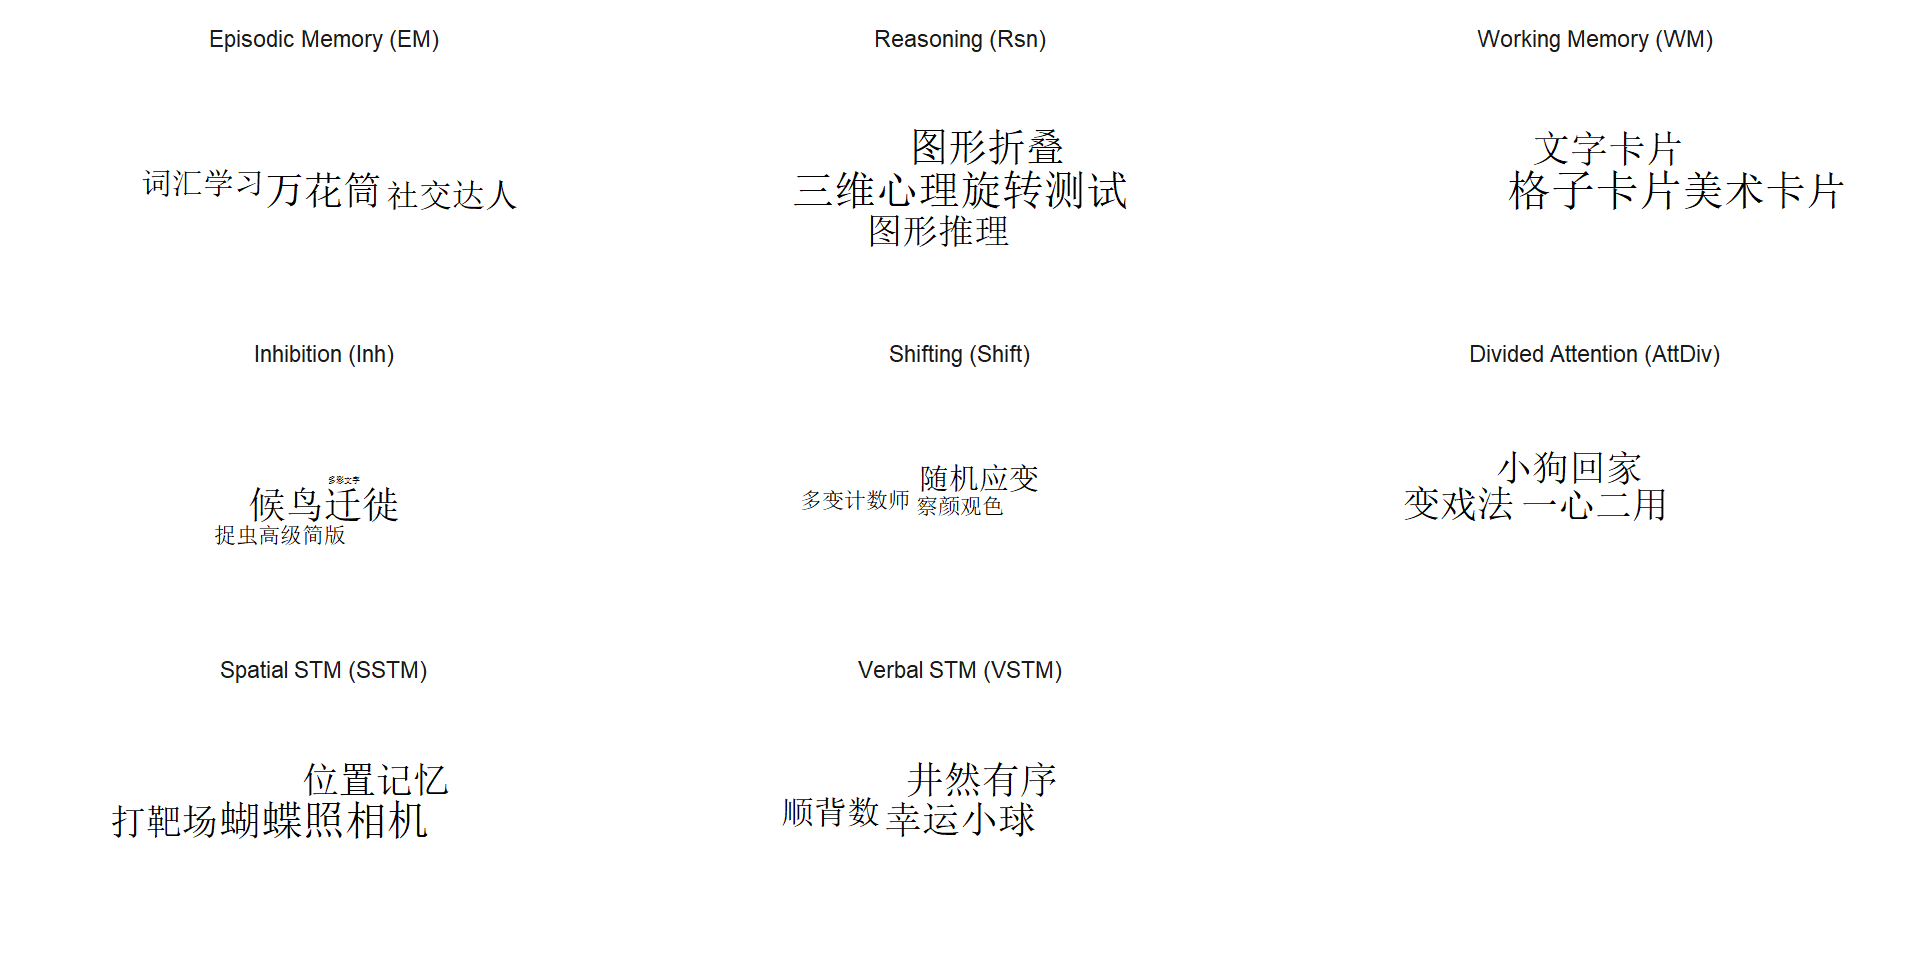 Episodic Memory (EM)
词汇学习 万花筒 社交达人
Reasoning (Rsn)
图形折叠
三维心理旋转测试
图形推理
Working Memory (WM)
文字卡片
格子卡片 美术卡片
Inhibition (Inh)
多彩文字
候鸟迁徙
捉虫高级简版
Shifting (Shift)
随机应变
多变计数师 察颜观色
Divided Attention (AttDiv)
小狗回家
变戏法 一心二用
Spatial STM (SSTM)
位置记忆
打靶场 蝴蝶照相机
Verbal STM (VSTM)
井然有序
顺背数 幸运小球